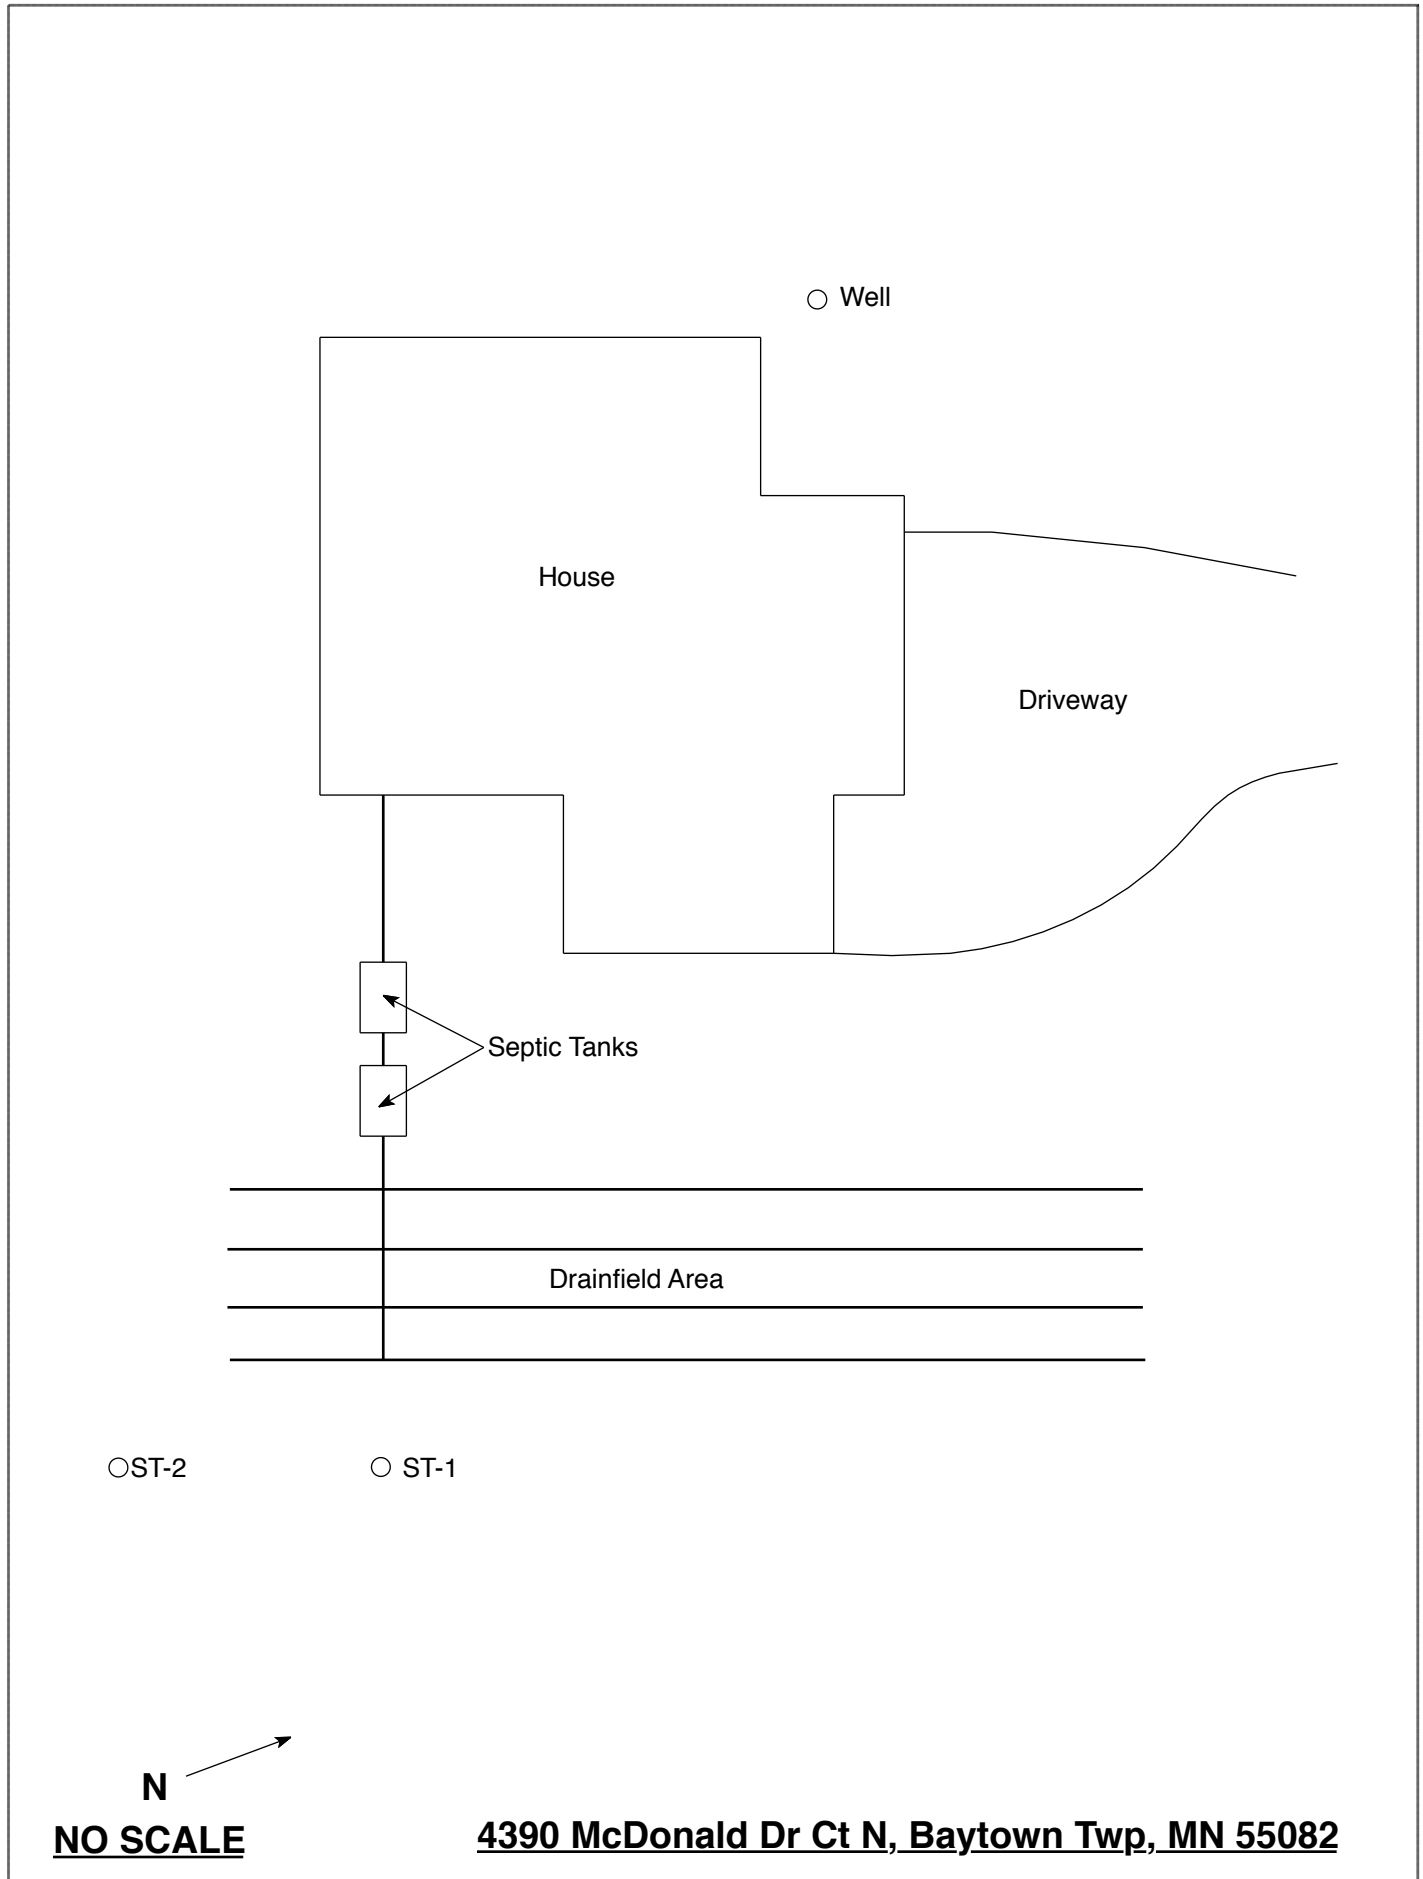 Well
House
Driveway
Septic Tanks
Drainfield Area
ST-2
ST-1
N
NO SCALE
4390 McDonald Dr Ct N, Baytown Twp, MN 55082